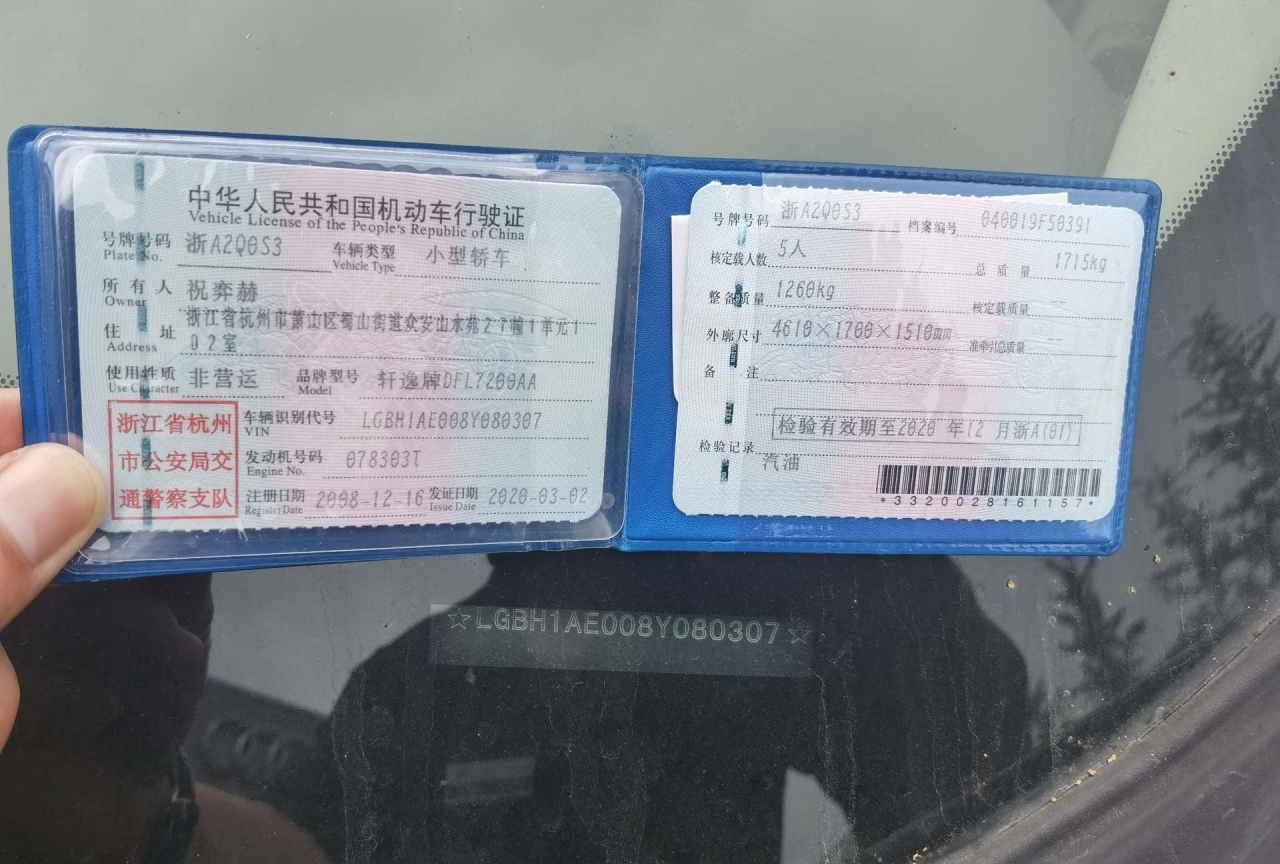 中华人民共和国机动车行驶证
Vehicle License of the People's Republic of China
号牌号码 浙A2Q0S3 车辆类型 小型轿车
Plate No. Vehicle Type
所有人 祝弈赫
Owner
住址 浙江省杭州市萧山区蜀山街道众安山水苑27幢1单元1
Address 02室
使用性质 非营运 品牌型号 轩逸牌DFL7200AA
Use Character Model
浙江省杭州
市公安局交
通警察支队
车辆识别代号 LGBH1AE008Y080307
VIN
发动机号码 078303T
Engine No.
注册日期 2008-12-16 发证日期 2020-03-02
Register Date Issue Date
号牌号码 浙A2Q0S3 档案编号 040019F50391
核定载人数 5人 总质量 1715kg
整备质量 1260kg 核定载质量 --
外廓尺寸 4610×1700×1510mm 准牵引总质量 --
备注
检验有效期至2020 年12 月浙A(01)
检验记录
汽油
*3320028161157*
☆LGBH1AE008Y080307☆